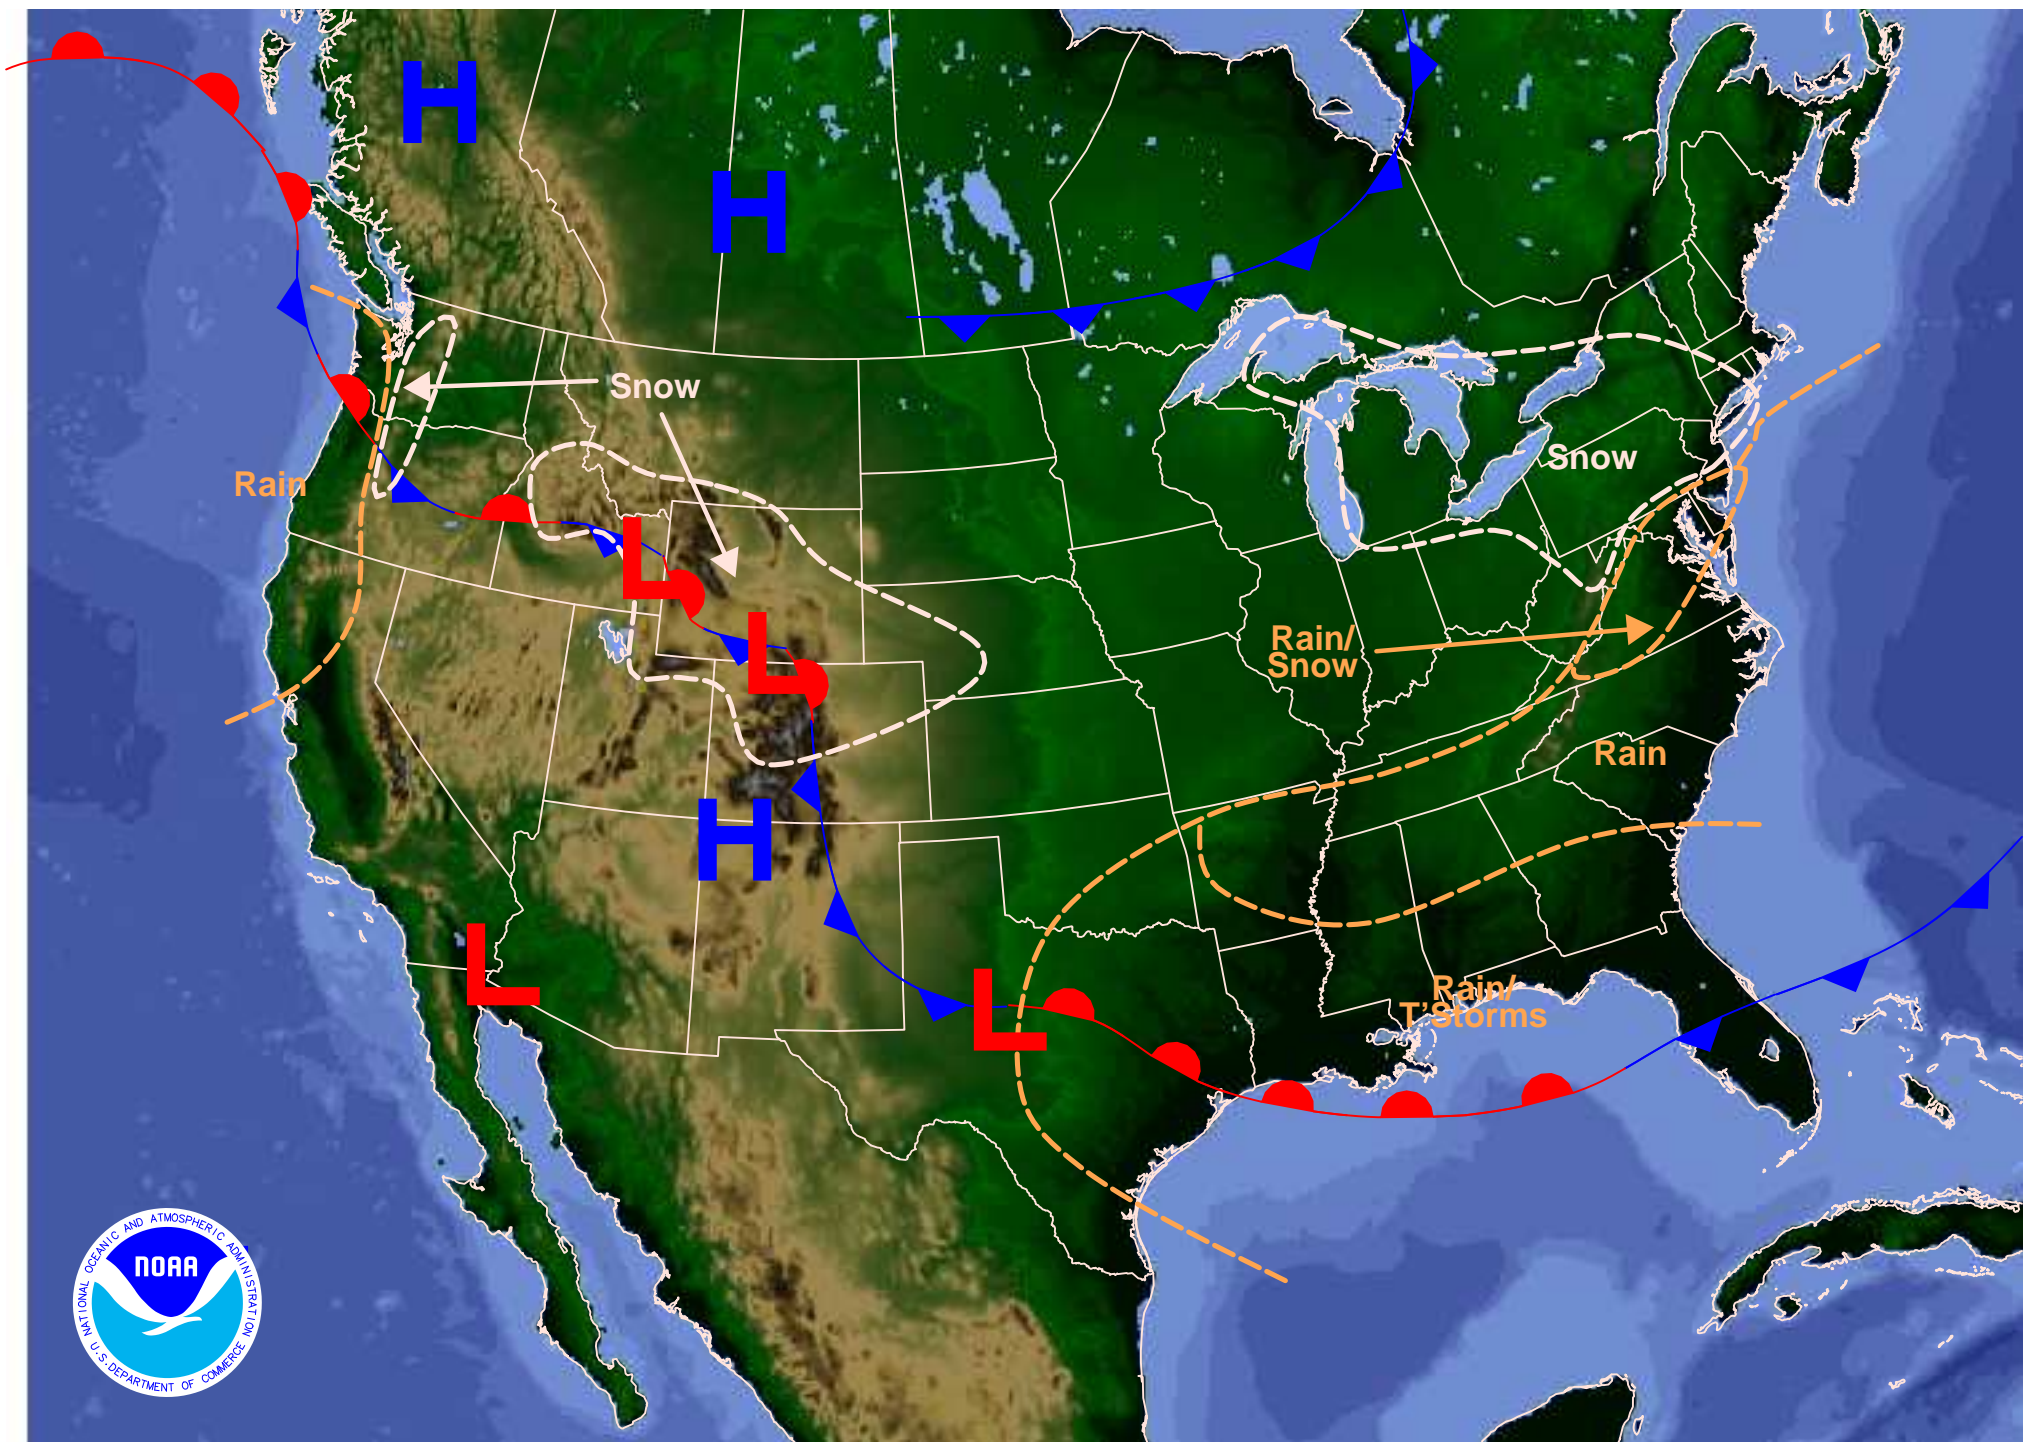 H
H
Snow
Snow
Rain
L
Rain/
Snow
L
Rain
H
L
L
Rain/
T'Storms
NATIONAL OCEANIC AND ATMOSPHERIC ADMINISTRATION
NOAA
U.S. DEPARTMENT OF COMMERCE